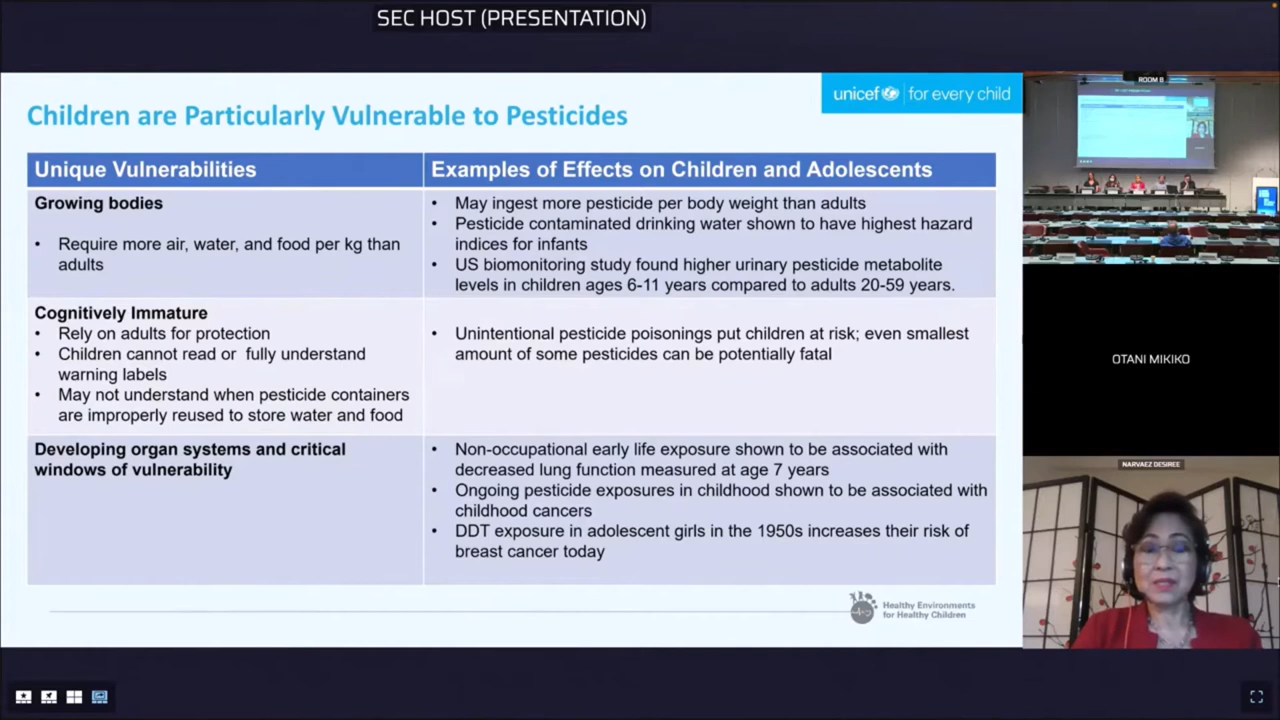 SEC HOST (PRESENTATION)
Children are Particularly Vulnerable to Pesticides
unicef for every child
Unique Vulnerabilities
Examples of Effects on Children and Adolescents
Growing bodies
• Require more air, water, and food per kg than
adults
• May ingest more pesticide per body weight than adults
• Pesticide contaminated drinking water shown to have highest hazard
indices for infants
• US biomonitoring study found higher urinary pesticide metabolite
levels in children ages 6-11 years compared to adults 20-59 years.
Cognitively Immature
• Rely on adults for protection
• Children cannot read or fully understand
warning labels
• May not understand when pesticide containers
are improperly reused to store water and food
• Unintentional pesticide poisonings put children at risk; even smallest
amount of some pesticides can be potentially fatal
Developing organ systems and critical
windows of vulnerability
• Non-occupational early life exposure shown to be associated with
decreased lung function measured at age 7 years
• Ongoing pesticide exposures in childhood shown to be associated with
childhood cancers
• DDT exposure in adolescent girls in the 1950s increases their risk of
breast cancer today
Healthy Environments
for Healthy Children
ROOM B
OTANI MIKIKO
NARVAEZ DESIREE